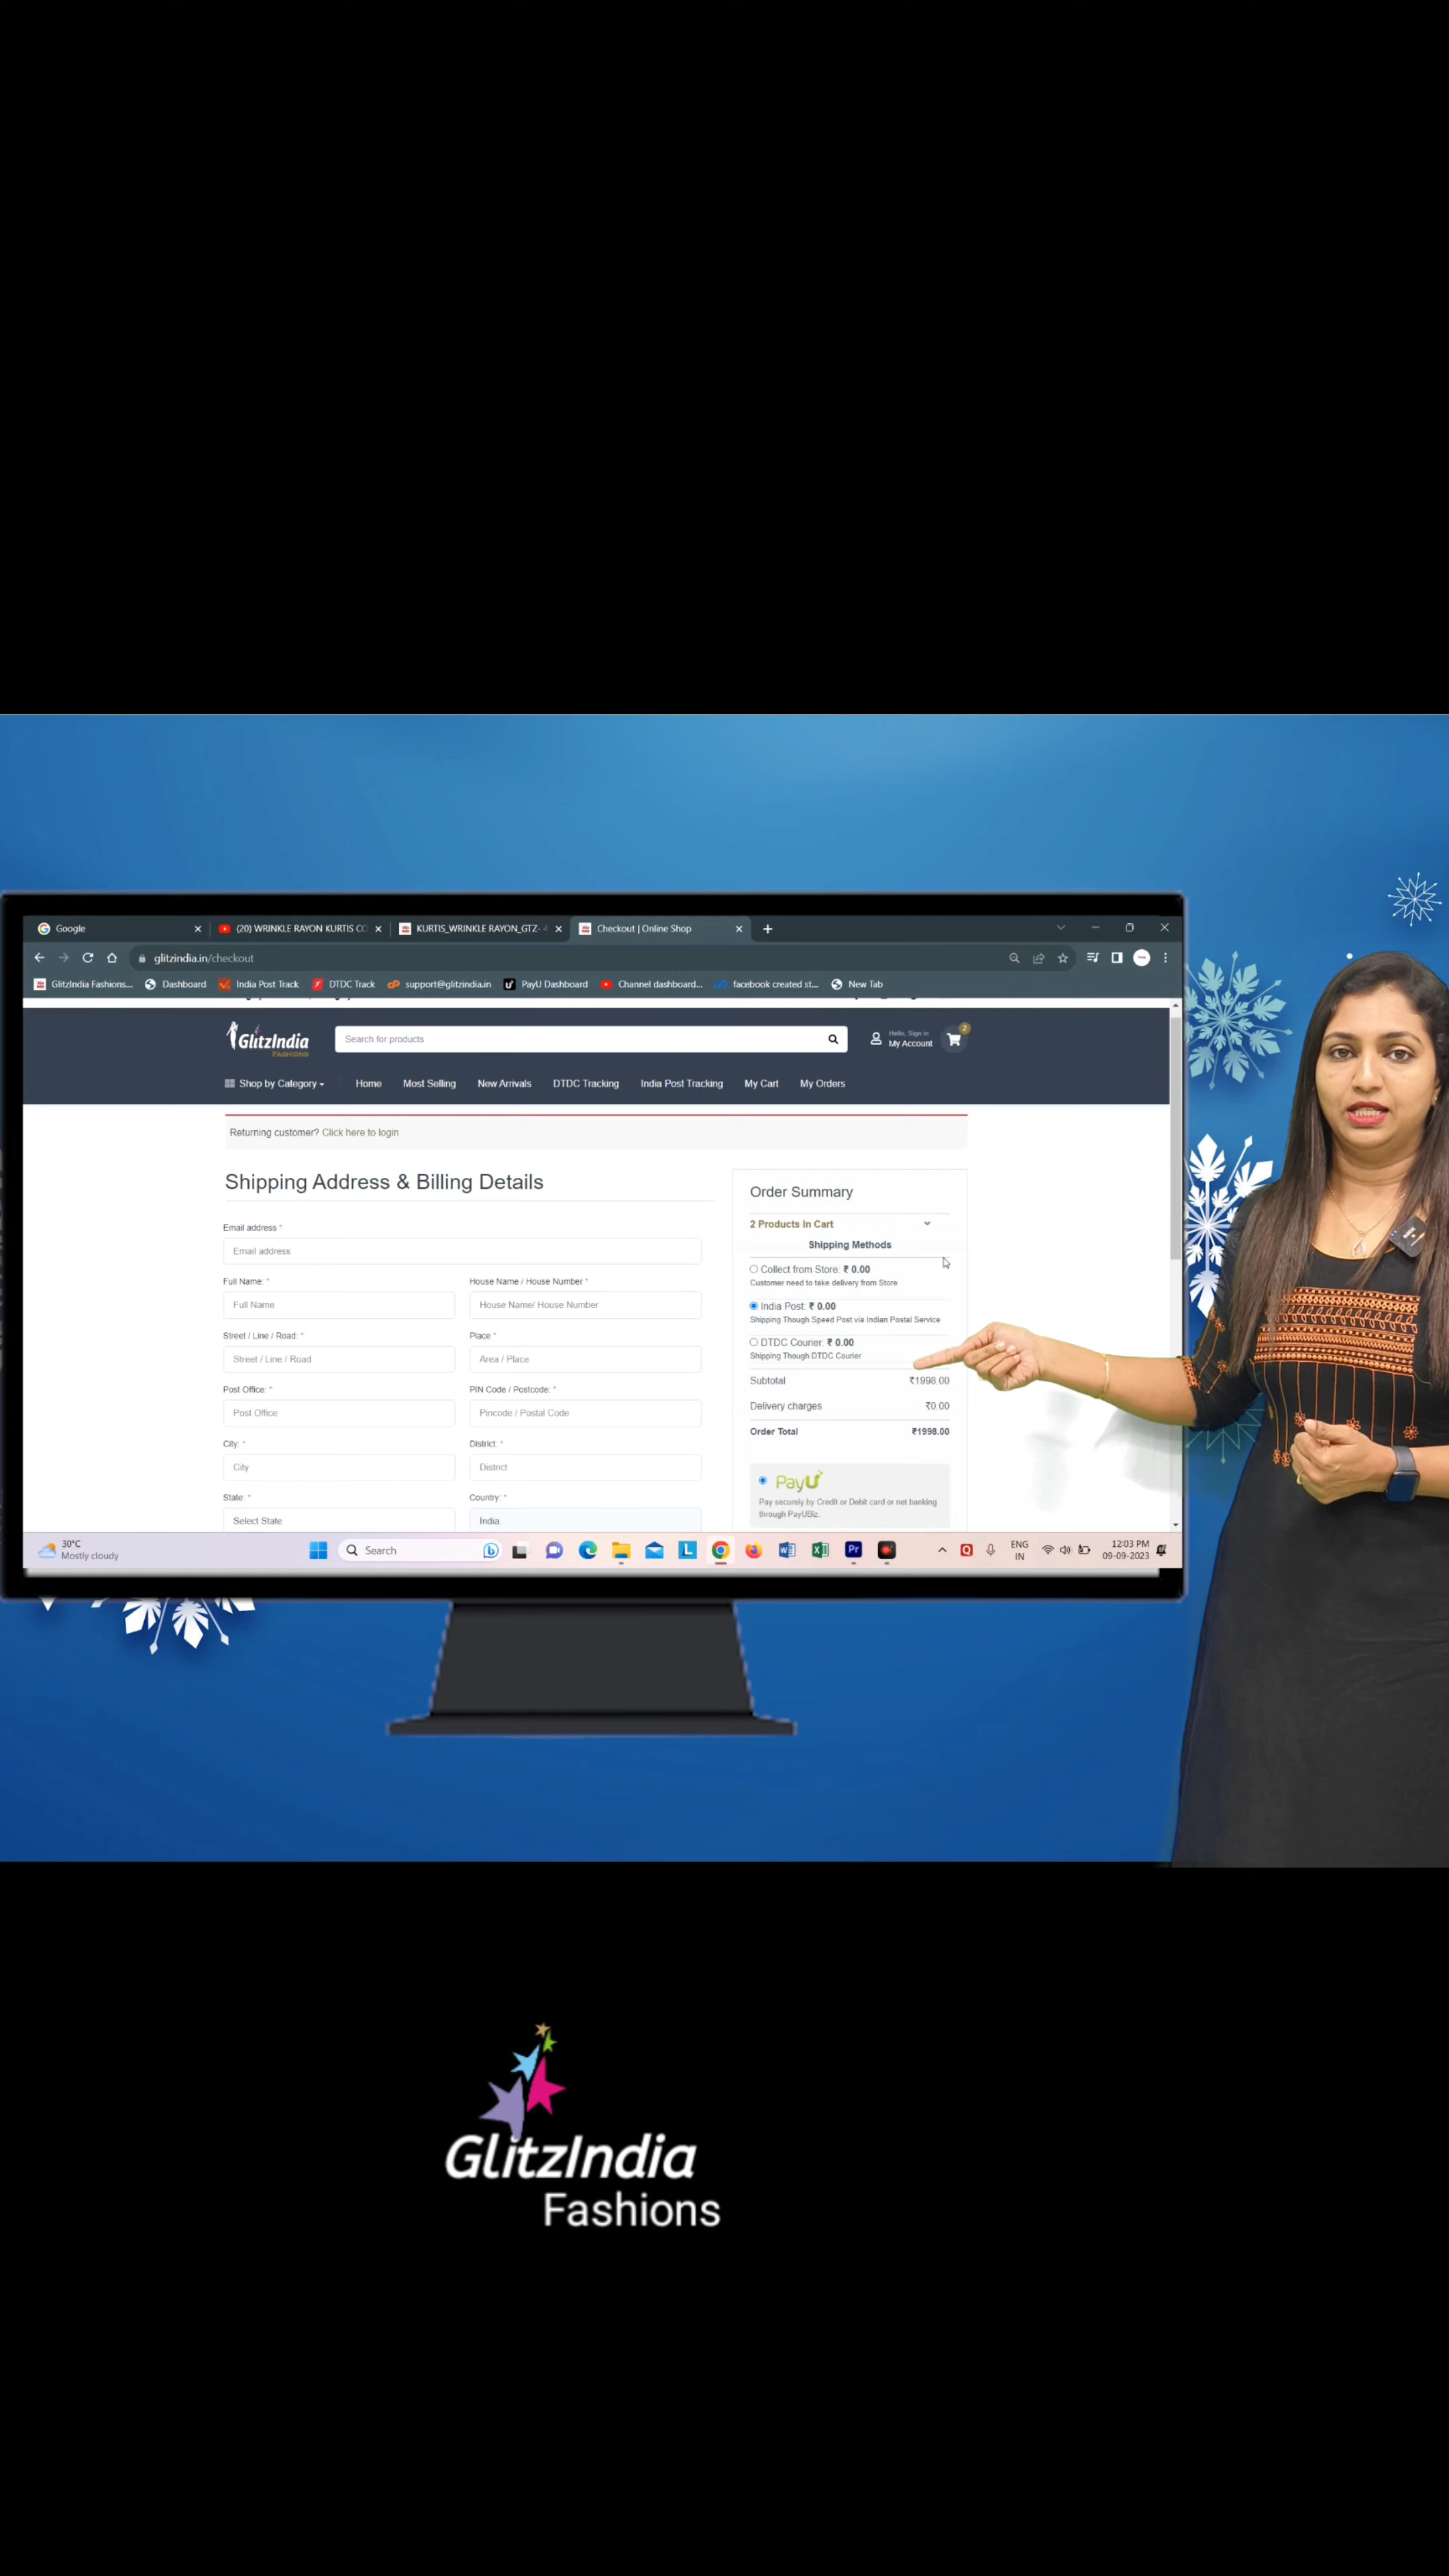 Google
(20) WRINKLE RAYON KURTIS CO
KURTIS_WRINKLE RAYON_GTZ- 4
Checkout | Online Shop
glitzindia.in/checkout
GlitzIndia Fashions...
Dashboard
India Post Track
DTDC Track
support@glitzindia.in
PayU Dashboard
Channel dashboard...
facebook created st...
New Tab
GlitzIndia
FASHIONS
Search for products
Hello, Sign in
My Account
2
Shop by Category
Home
Most Selling
New Arrivals
DTDC Tracking
India Post Tracking
My Cart
My Orders
Returning customer? Click here to login
Shipping Address & Billing Details
Email address *
Email address
Full Name: *
House Name / House Number *
Full Name
House Name/ House Number
Street / Line / Road: *
Place *
Street / Line / Road
Area / Place
Post Office: *
PIN Code / Postcode: *
Post Office
Pincode / Postal Code
City: *
District: *
City
District
State: *
Country: *
Select State
India
Order Summary
2 Products In Cart
Shipping Methods
Collect from Store: ₹ 0.00
Customer need to take delivery from Store
India Post: ₹ 0.00
Shipping Though Speed Post via Indian Postal Service
DTDC Courier: ₹ 0.00
Shipping Though DTDC Courier
Subtotal ₹1998.00
Delivery charges ₹0.00
Order Total ₹1998.00
PayU
Pay securely by Credit or Debit card or net banking
through PayUBiz.
30°C
Mostly cloudy
Search
ENG
IN
12:03 PM
09-09-2023
GlitzIndia
Fashions